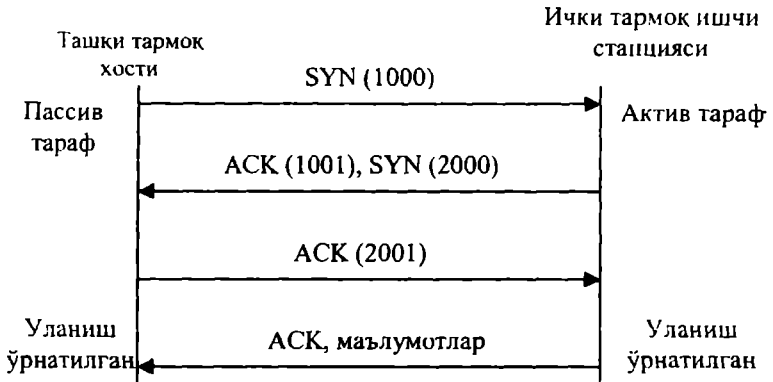 Ташқи тармоқ
хости
Ички тармоқ ишчи
станцияси
SYN (1000)
Пассив
тараф
Актив тараф
ACK (1001), SYN (2000)
ACK (2001)
Уланиш
ўрнатилган
ACK, маълумотлар
Уланиш
ўрнатилган